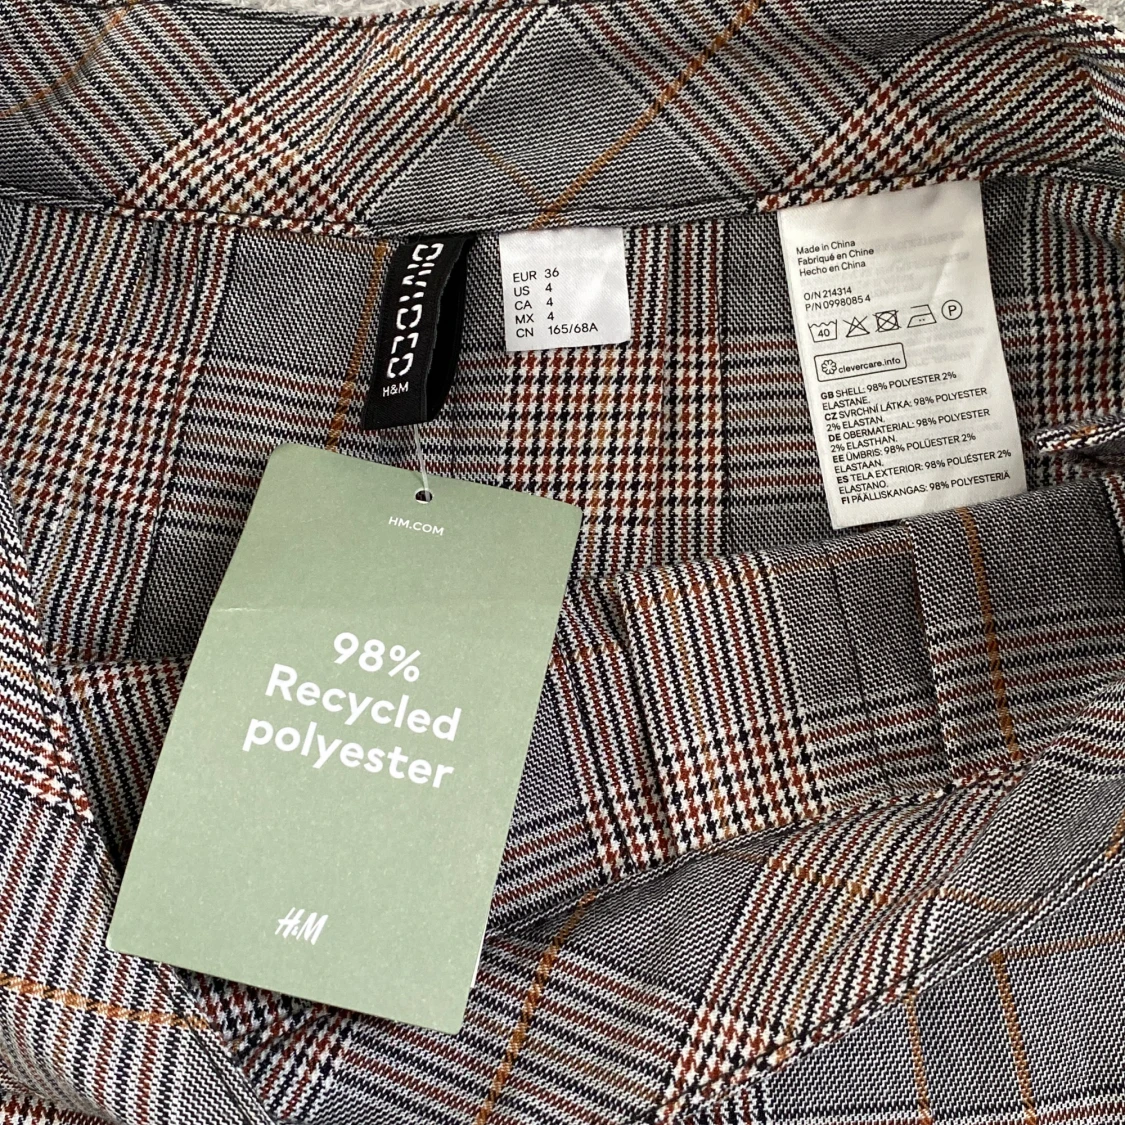 DIVIDED
H&M
EUR 36
US 4
CA 4
MX 4
CN 165/68A
Made in China
Fabriqué en Chine
Hecho en China
O/N 214314
P/N 0998085 4
40
P
clevercare.info
GB SHELL: 98% POLYESTER 2%
ELASTANE.
CZ SVRCHNÍ LÁTKA: 98% POLYESTER
2% ELASTAN.
DE OBERMATERIAL: 98% POLYESTER
2% ELASTHAN.
EE ÜMBRIS: 98% POLÜESTER 2%
ELASTAAN.
ES TELA EXTERIOR: 98% POLIÉSTER 2%
ELASTANO.
FI PÄÄLLISKANGAS: 98% POLYESTERIÄ
HM.COM
98%
Recycled
polyester
H&M